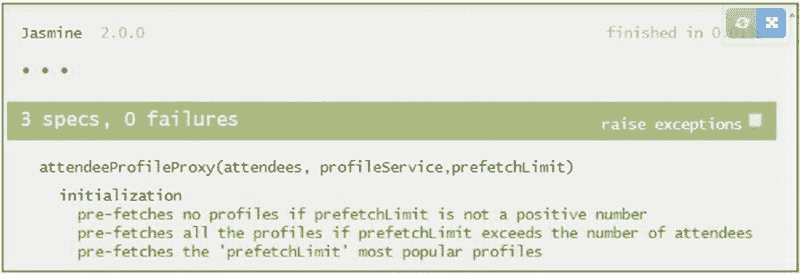 Jasmine 2.0.0
finished in
3 specs, 0 failures
raise exceptions
attendeeProfileProxy(attendees, profileService,prefetchLimit)
initialization
pre-fetches no profiles if prefetchLimit is not a positive number
pre-fetches all the profiles if prefetchLimit exceeds the number of attendees
pre-fetches the 'prefetchLimit' most popular profiles